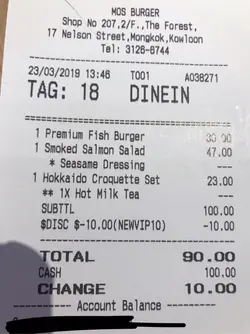 MOS BURGER
Shop No 207,2/F.,The Forest,
17 Nelson Street,Mongkok,Kowloon
Tel: 3126-6744
23/03/2019 13:46 T001 A038271
TAG: 18 DINEIN
1 Premium Fish Burger 33.00
1 Smoked Salmon Salad 47.00
* Seasame Dressing ----
1 Hokkaido Croquette Set 23.00
** 1X Hot Milk Tea ----
SUBTTL 100.00
$DISC $-10.00(NEWVIP10) -10.00
TOTAL 90.00
CASH 100.00
CHANGE 10.00
----- Account Balance -----